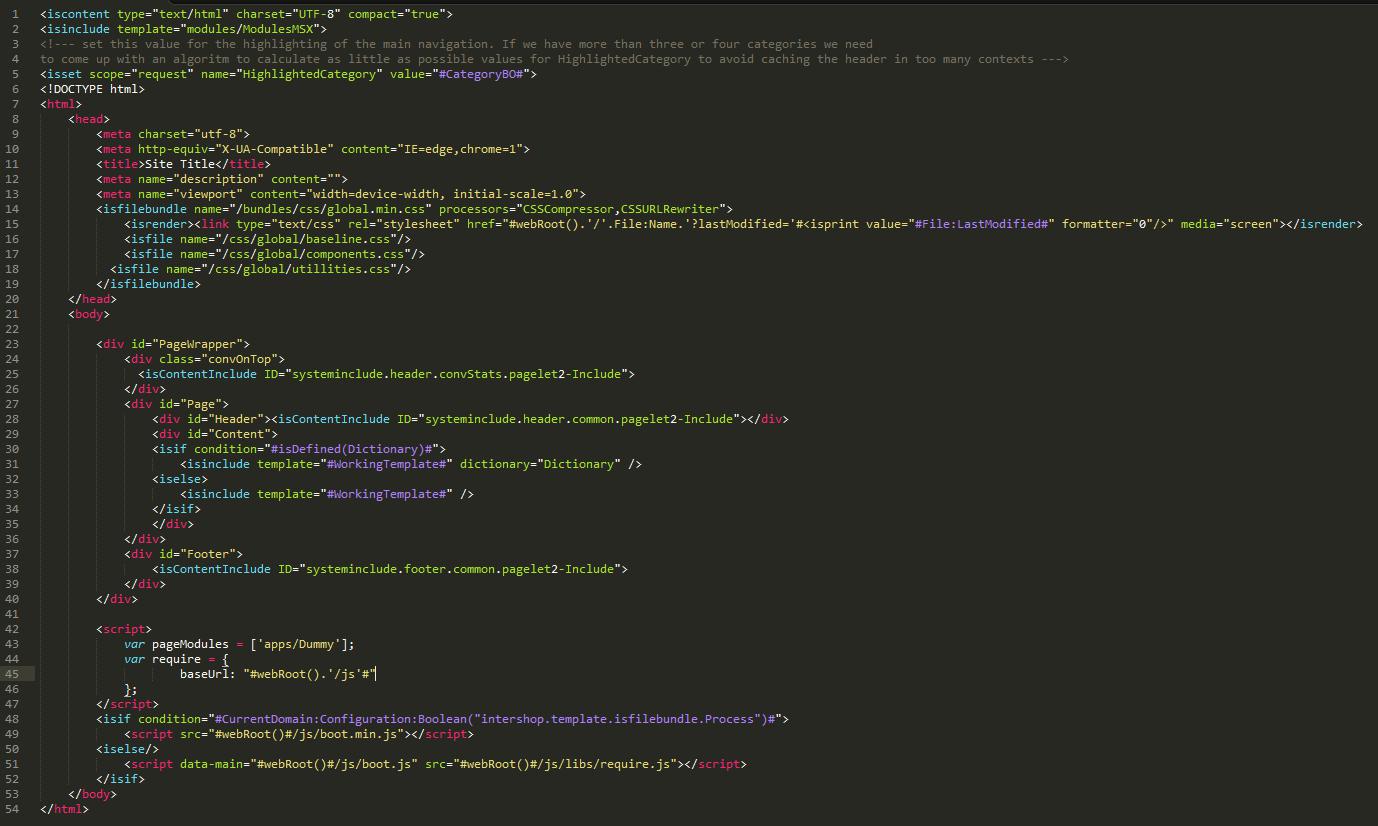 1 <iscontent type="text/html" charset="UTF-8" compact="true">
2 <isinclude template="modules/ModulesMSX">
3 <!--- set this value for the highlighting of the main navigation. If we have more than three or four categories we need
4 to come up with an algoritm to calculate as little as possible values for HighlightedCategory to avoid caching the header in too many contexts --->
5 <isset scope="request" name="HighlightedCategory" value="#CategoryBO#">
6 <!DOCTYPE html>
7 <html>
8 <head>
9 <meta charset="utf-8">
10 <meta http-equiv="X-UA-Compatible" content="IE=edge,chrome=1">
11 <title>Site Title</title>
12 <meta name="description" content="">
13 <meta name="viewport" content="width=device-width, initial-scale=1.0">
14 <isfilebundle name="/bundles/css/global.min.css" processors="CSSCompressor,CSSURLRewriter">
15 <isrender><link type="text/css" rel="stylesheet" href="#webRoot().'/'.File:Name.'?lastModified='#<isprint value="#File:LastModified#" formatter="0"/>" media="screen"></isrender>
16 <isfile name="/css/global/baseline.css"/>
17 <isfile name="/css/global/components.css"/>
18 <isfile name="/css/global/utillities.css"/>
19 </isfilebundle>
20 </head>
21 <body>
22
23 <div id="PageWrapper">
24 <div class="convOnTop">
25 <isContentInclude ID="systeminclude.header.convStats.pagelet2-Include">
26 </div>
27 <div id="Page">
28 <div id="Header"><isContentInclude ID="systeminclude.header.common.pagelet2-Include"></div>
29 <div id="Content">
30 <isif condition="#isDefined(Dictionary)#">
31 <isinclude template="#WorkingTemplate#" dictionary="Dictionary" />
32 <iselse>
33 <isinclude template="#WorkingTemplate#" />
34 </isif>
35 </div>
36 </div>
37 <div id="Footer">
38 <isContentInclude ID="systeminclude.footer.common.pagelet2-Include">
39 </div>
40 </div>
41
42 <script>
43 var pageModules = ['apps/Dummy'];
44 var require = {
45 baseUrl: "#webRoot().'/js'#"
46 };
47 </script>
48 <isif condition="#CurrentDomain:Configuration:Boolean("intershop.template.isfilebundle.Process")#">
49 <script src="#webRoot()#/js/boot.min.js"></script>
50 <iselse/>
51 <script data-main="#webRoot()#/js/boot.js" src="#webRoot()#/js/libs/require.js"></script>
52 </isif>
53 </body>
54 </html>